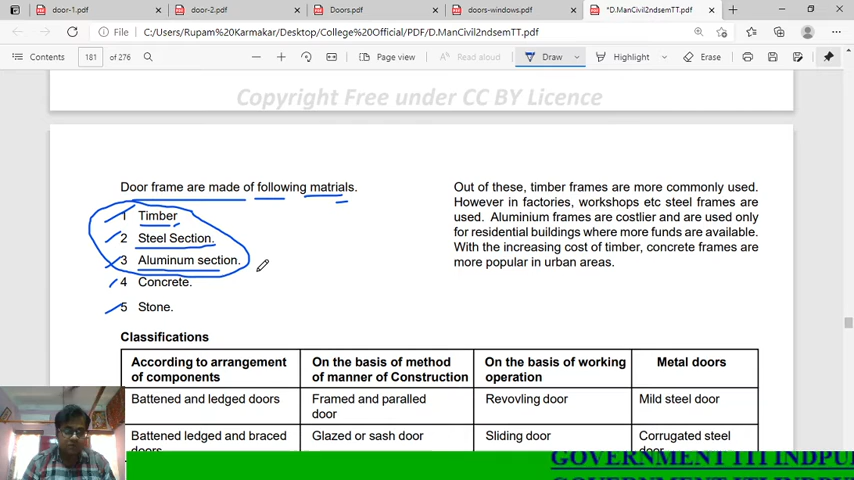 door-1.pdf
door-2.pdf
Doors.pdf
doors-windows.pdf
*D.ManCivil2ndsemTT.pdf
C:/Users/Rupam%20Karmakar/Desktop/College%20Official/PDF/D.ManCivil2ndsemTT.pdf
Contents
181
of 276
Page view
Read aloud
Draw
Highlight
Erase
Copyright Free under CC BY Licence
Door frame are made of following matrials.
1 Timber
2 Steel Section.
3 Aluminum section.
4 Concrete.
5 Stone.
Out of these, timber frames are more commonly used.
However in factories, workshops etc steel frames are
used. Aluminium frames are costlier and are used only
for residential buildings where more funds are available.
With the increasing cost of timber, concrete frames are
more popular in urban areas.
Classifications
According to arrangement
of components
On the basis of method
of manner of Construction
On the basis of working
operation
Metal doors
Battened and ledged doors
Framed and paralled
door
Revovling door
Mild steel door
Battened ledged and braced
doors
Glazed or sash door
Sliding door
Corrugated steel
door
GOVERNMENT ITI INDPU
GOVERNMENT ITI INDPU